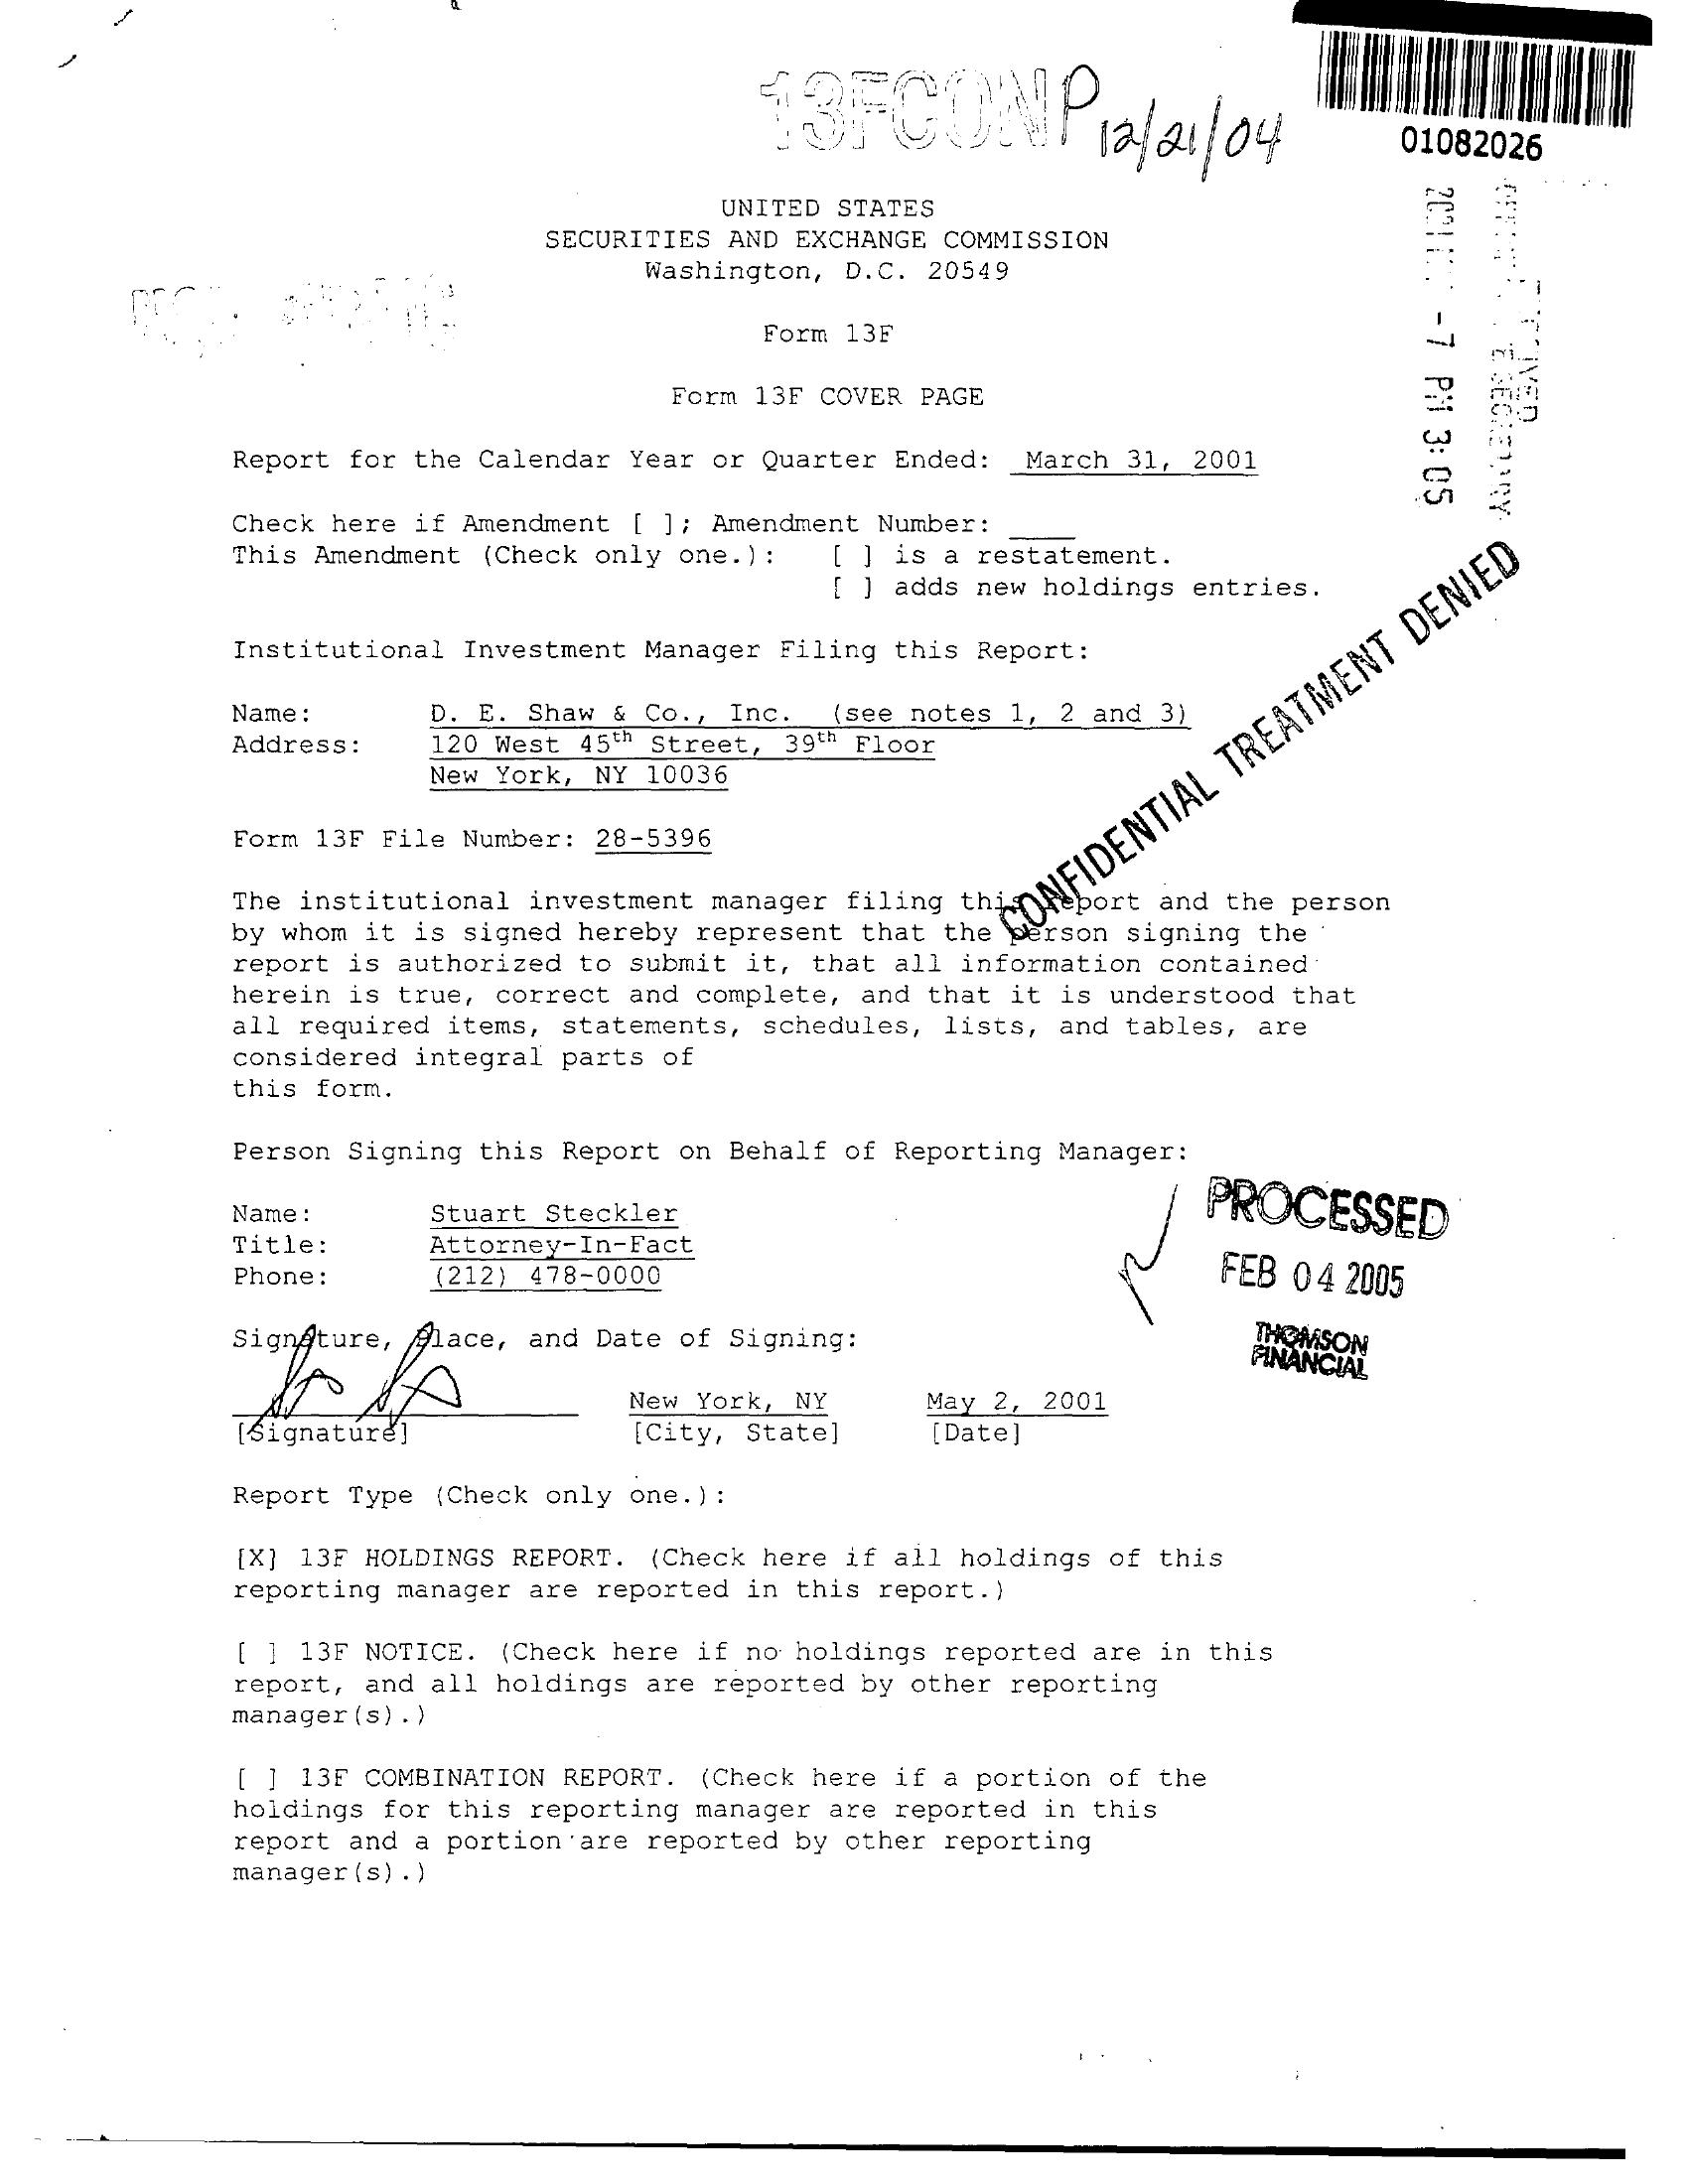 13FCONP 12/21/04
01082026
UNITED STATES
SECURITIES AND EXCHANGE COMMISSION
Washington, D.C. 20549
Form 13F
Form 13F COVER PAGE
-7 PM 3:05
Report for the Calendar Year or Quarter Ended: March 31, 2001
Check here if Amendment [ ]; Amendment Number: ____
This Amendment (Check only one.): [ ] is a restatement.
[ ] adds new holdings entries.
CONFIDENTIAL TREATMENT DENIED
Institutional Investment Manager Filing this Report:
Name: D. E. Shaw & Co., Inc. (see notes 1, 2 and 3)
Address: 120 West 45th Street, 39th Floor
New York, NY 10036
Form 13F File Number: 28-5396
The institutional investment manager filing this report and the person
by whom it is signed hereby represent that the person signing the
report is authorized to submit it, that all information contained
herein is true, correct and complete, and that it is understood that
all required items, statements, schedules, lists, and tables, are
considered integral parts of
this form.
Person Signing this Report on Behalf of Reporting Manager:
Name: Stuart Steckler
Title: Attorney-In-Fact
Phone: (212) 478-0000
PROCESSED
FEB 04 2005
THOMSON
FINANCIAL
Signature, Place, and Date of Signing:
New York, NY May 2, 2001
[Signature] [City, State] [Date]
Report Type (Check only one.):
[X] 13F HOLDINGS REPORT. (Check here if all holdings of this
reporting manager are reported in this report.)
[ ] 13F NOTICE. (Check here if no holdings reported are in this
report, and all holdings are reported by other reporting
manager(s).)
[ ] 13F COMBINATION REPORT. (Check here if a portion of the
holdings for this reporting manager are reported in this
report and a portion are reported by other reporting
manager(s).)